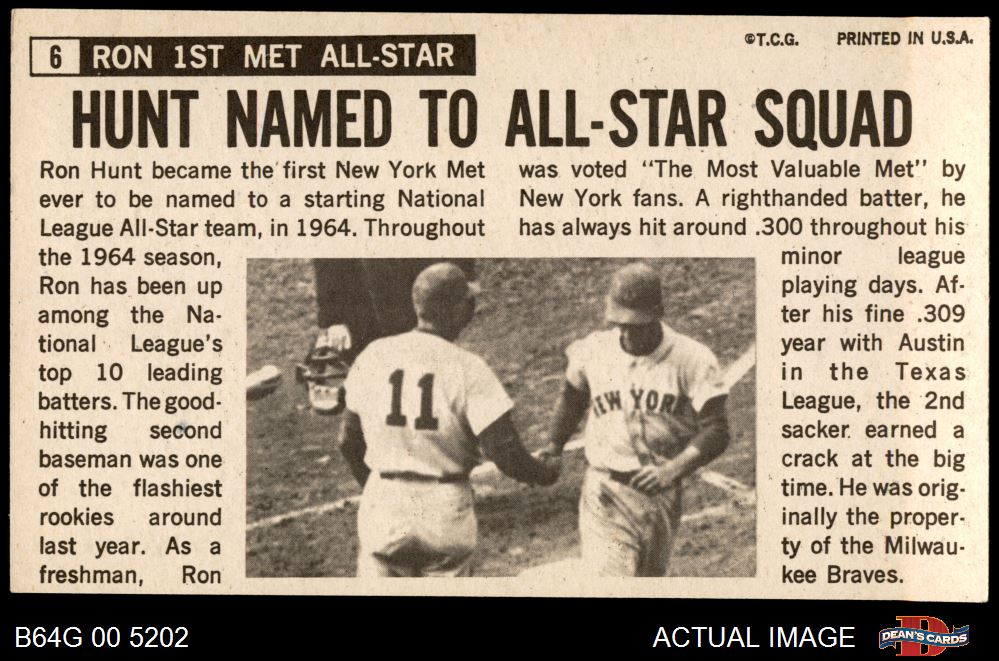 6 RON 1ST MET ALL-STAR
©T.C.G. PRINTED IN U.S.A.
HUNT NAMED TO ALL-STAR SQUAD
Ron Hunt became the first New York Met
ever to be named to a starting National
League All-Star team, in 1964. Throughout
the 1964 season,
Ron has been up
among the Na-
tional League's
top 10 leading
batters. The good-
hitting second
baseman was one
of the flashiest
rookies around
last year. As a
freshman, Ron
was voted "The Most Valuable Met" by
New York fans. A righthanded batter, he
has always hit around .300 throughout his
minor league
playing days. Af-
ter his fine .309
year with Austin
in the Texas
League, the 2nd
sacker earned a
crack at the big
time. He was orig-
inally the proper-
ty of the Milwau-
kee Braves.
11
NEW YORK
B64G 00 5202
ACTUAL IMAGE
D
DEAN'S CARDS